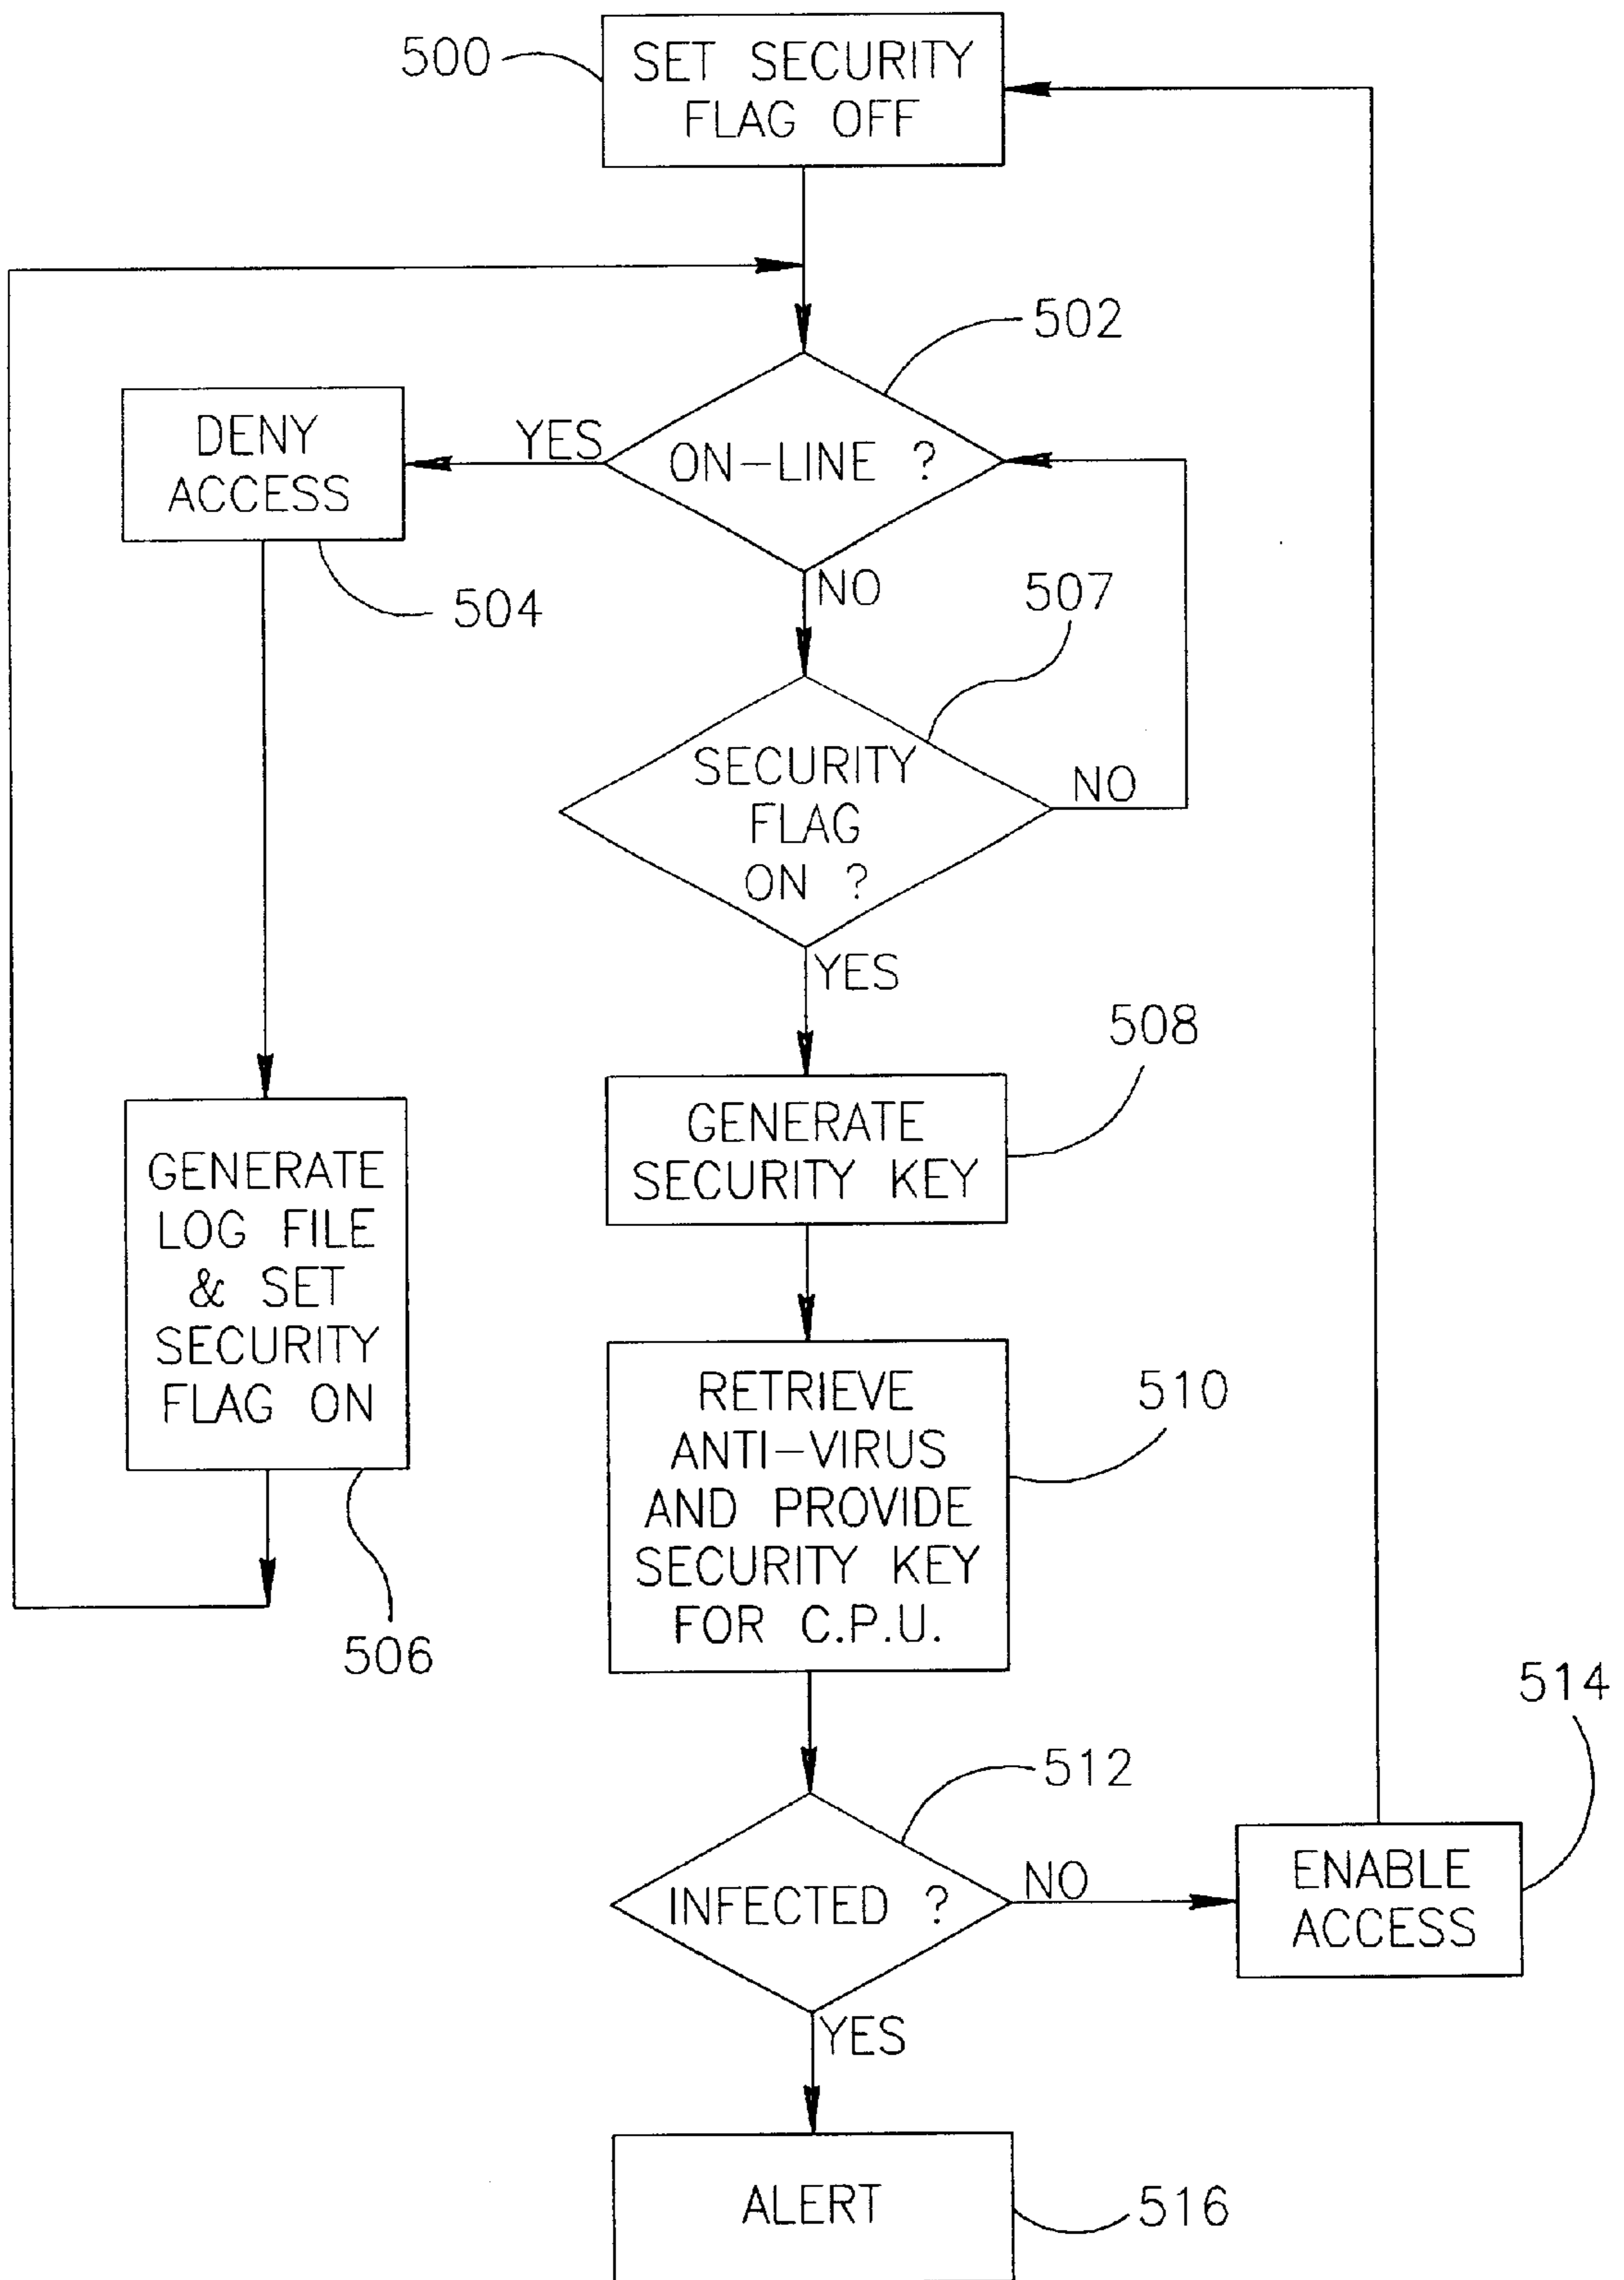 500
SET SECURITY
FLAG OFF
502
ON-LINE ?
YES
DENY
ACCESS
504
NO
507
SECURITY
FLAG
ON ?
NO
YES
508
GENERATE
SECURITY KEY
GENERATE
LOG FILE
& SET
SECURITY
FLAG ON
506
RETRIEVE
ANTI-VIRUS
AND PROVIDE
SECURITY KEY
FOR C.P.U.
510
512
INFECTED ?
NO
514
ENABLE
ACCESS
YES
ALERT
516